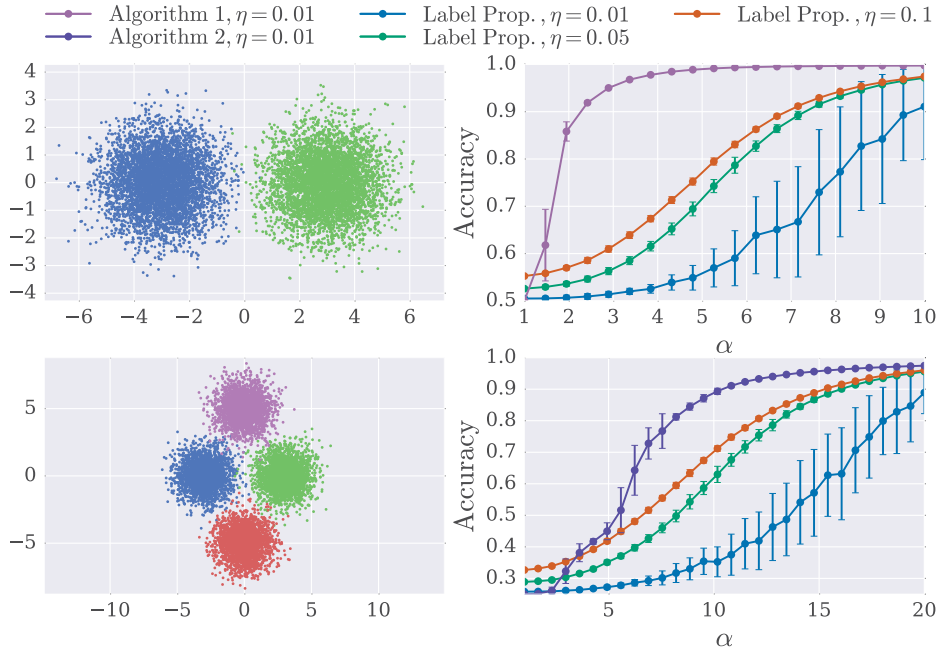 Algorithm 1, η = 0.01
Label Prop., η = 0.01
Label Prop., η = 0.1
Algorithm 2, η = 0.01
Label Prop., η = 0.05
4
3
2
1
0
−1
−2
−3
−4
−6 −4 −2 0 2 4 6
Accuracy
1.0
0.9
0.8
0.7
0.6
0.5
1 2 3 4 5 6 7 8 9 10
α
5
0
−5
−10 −5 0 5 10
Accuracy
1.0
0.9
0.8
0.7
0.6
0.5
0.4
0.3
5 10 15 20
α